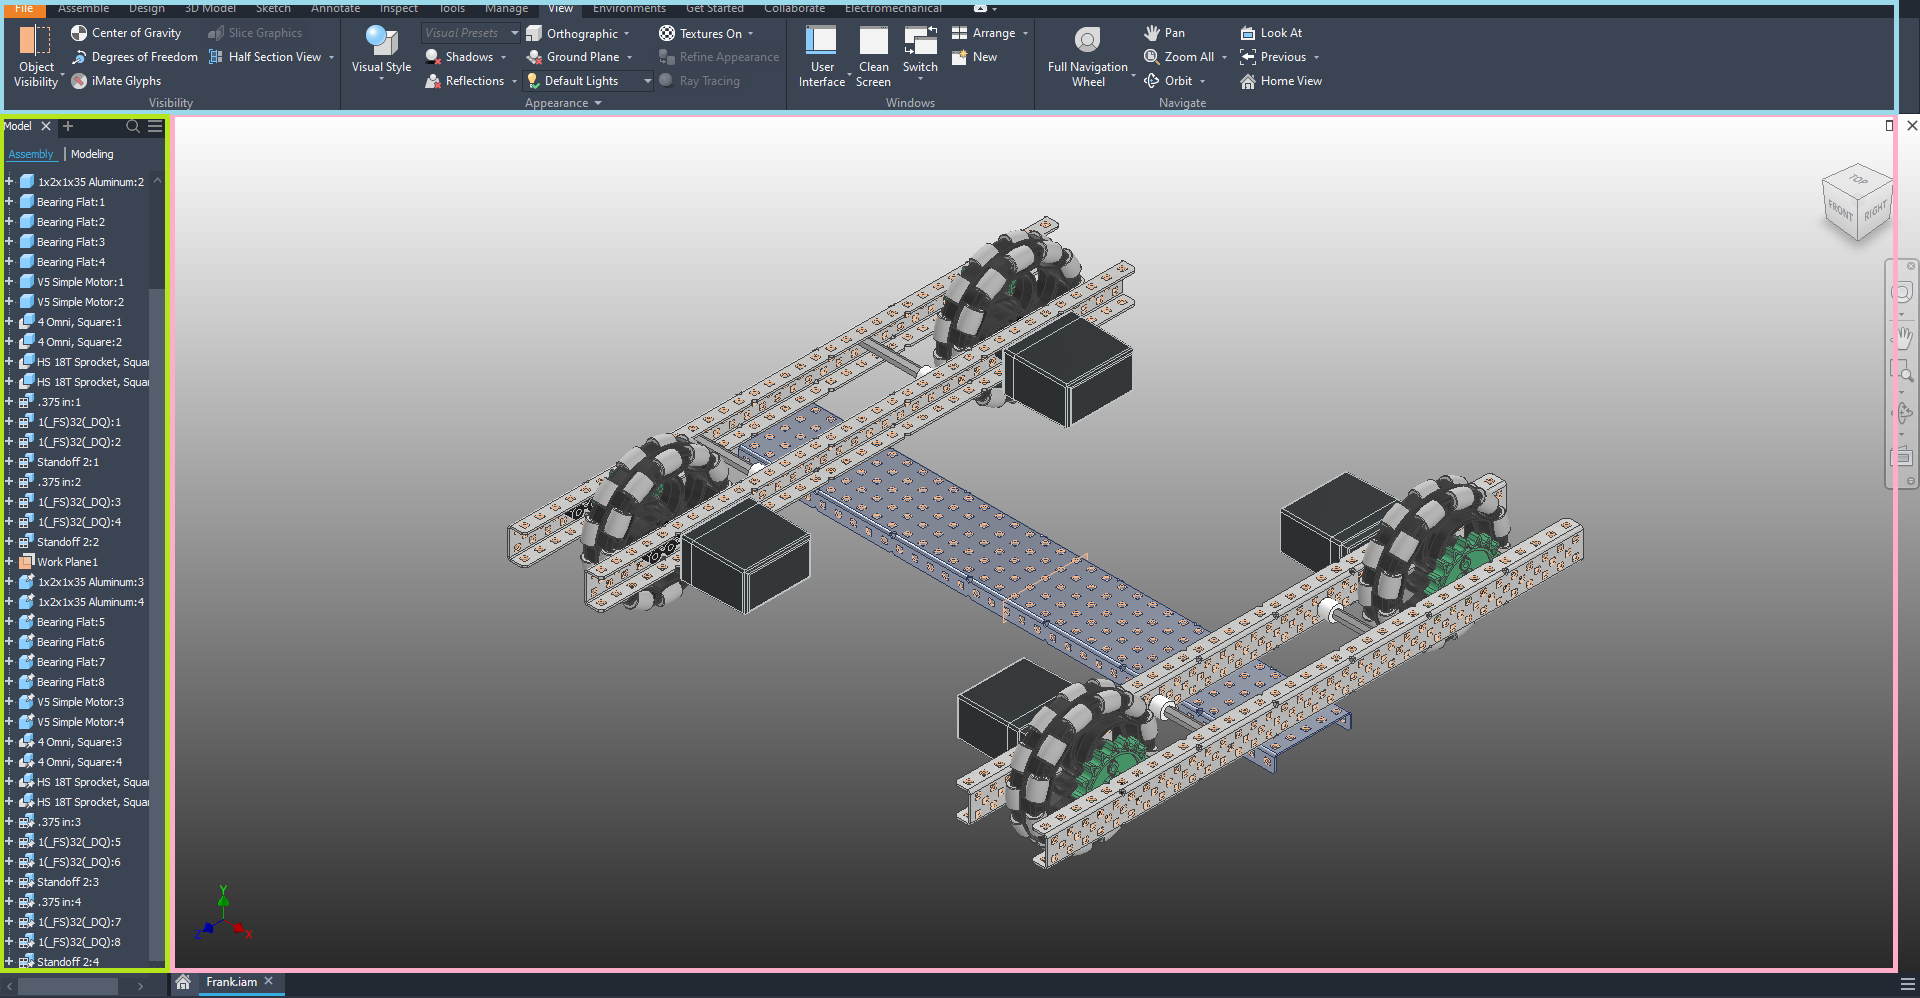 File Assemble Design 3D Model Sketch Annotate Inspect Tools Manage View Environments Get Started Collaborate Electromechanical
Object Visibility
Center of Gravity
Degrees of Freedom
iMate Glyphs
Slice Graphics
Half Section View
Visibility
Visual Style
Visual Presets
Shadows
Reflections
Orthographic
Ground Plane
Default Lights
Textures On
Refine Appearance
Ray Tracing
Appearance
User Interface
Clean Screen
Switch
Arrange
New
Windows
Full Navigation Wheel
Pan
Zoom All
Orbit
Look At
Previous
Home View
Navigate
Model
Assembly | Modeling
1x2x1x35 Aluminum:2
Bearing Flat:1
Bearing Flat:2
Bearing Flat:3
Bearing Flat:4
V5 Simple Motor:1
V5 Simple Motor:2
4 Omni, Square:1
4 Omni, Square:2
HS 18T Sprocket, Squar
HS 18T Sprocket, Squar
.375 in:1
1(_FS)32(_DQ):1
1(_FS)32(_DQ):2
Standoff 2:1
.375 in:2
1(_FS)32(_DQ):3
1(_FS)32(_DQ):4
Standoff 2:2
Work Plane1
1x2x1x35 Aluminum:3
1x2x1x35 Aluminum:4
Bearing Flat:5
Bearing Flat:6
Bearing Flat:7
Bearing Flat:8
V5 Simple Motor:3
V5 Simple Motor:4
4 Omni, Square:3
4 Omni, Square:4
HS 18T Sprocket, Squar
HS 18T Sprocket, Squar
.375 in:3
1(_FS)32(_DQ):5
1(_FS)32(_DQ):6
Standoff 2:3
.375 in:4
1(_FS)32(_DQ):7
1(_FS)32(_DQ):8
Standoff 2:4
TOP
FRONT RIGHT
Y
Z
X
Frank.iam